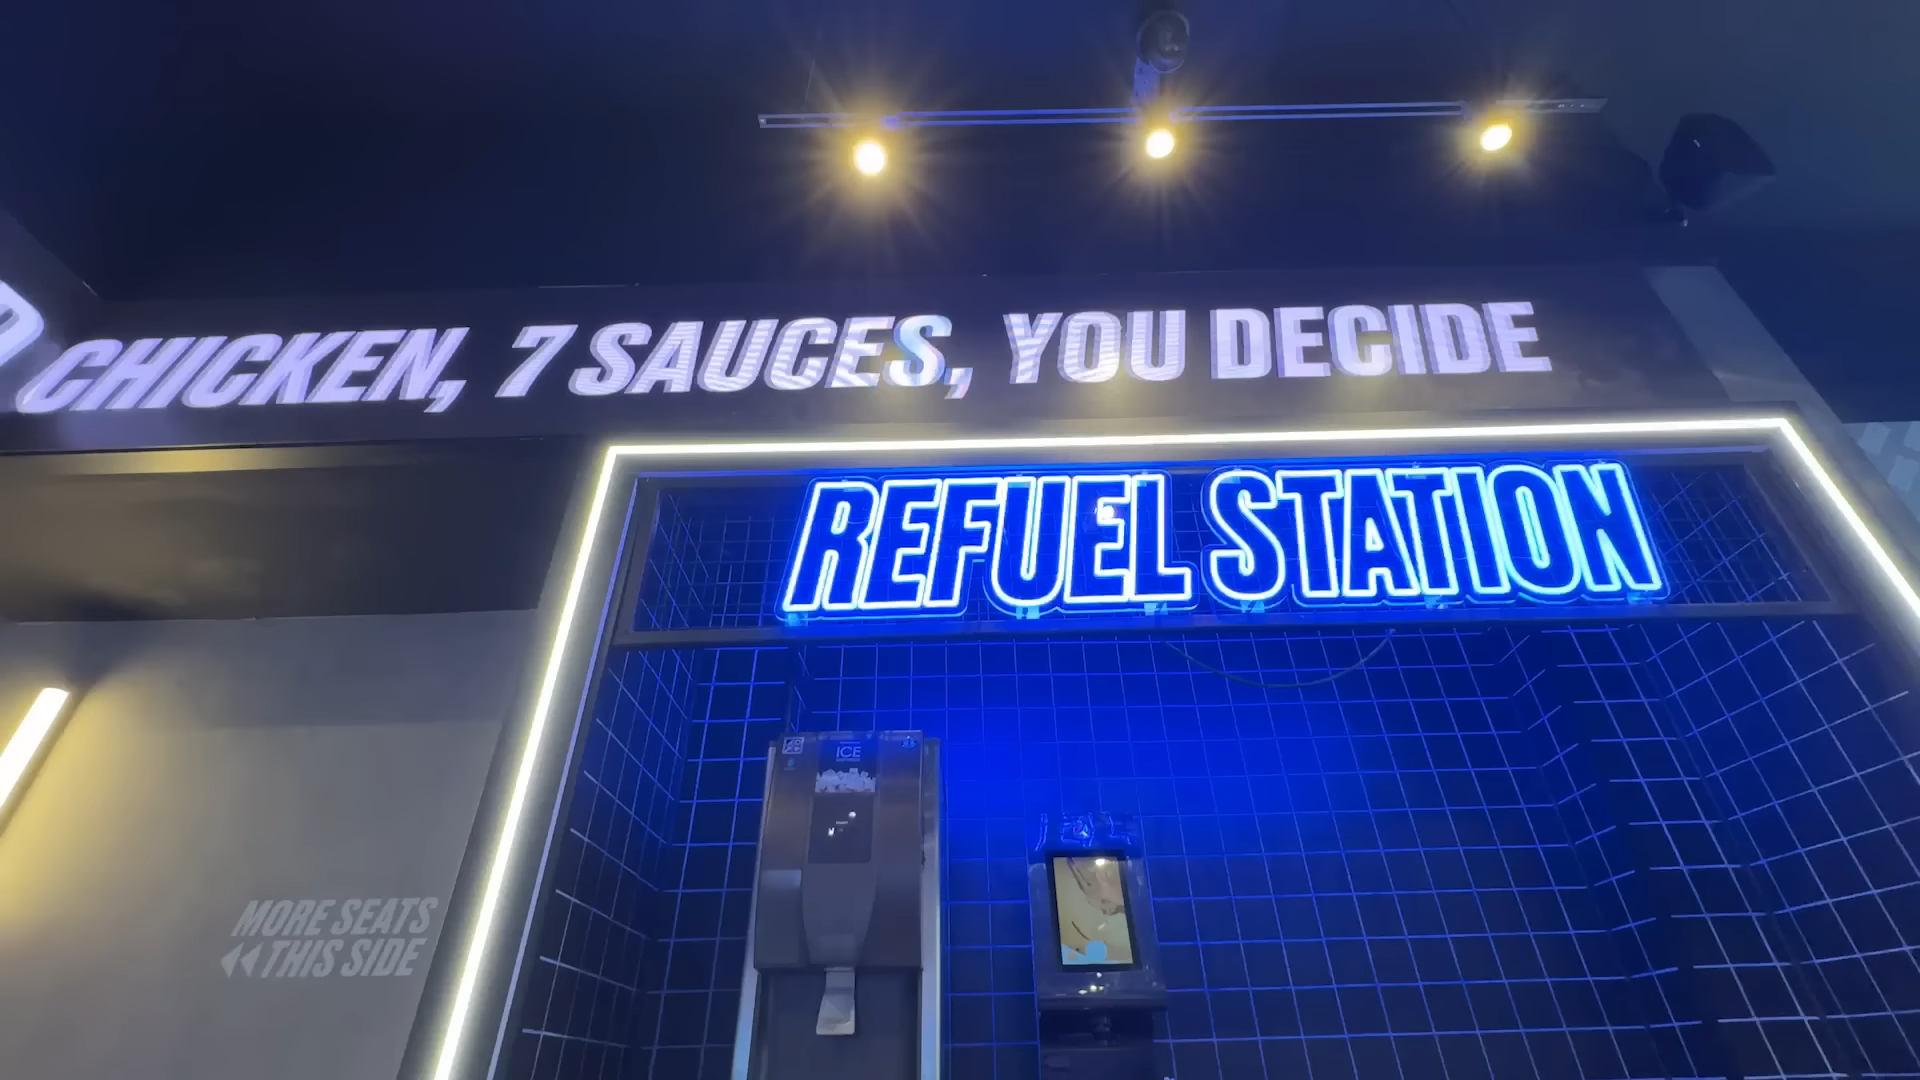 CHICKEN, 7 SAUCES, YOU DECIDE
REFUEL STATION
ICE
MORE SEATS
THIS SIDE